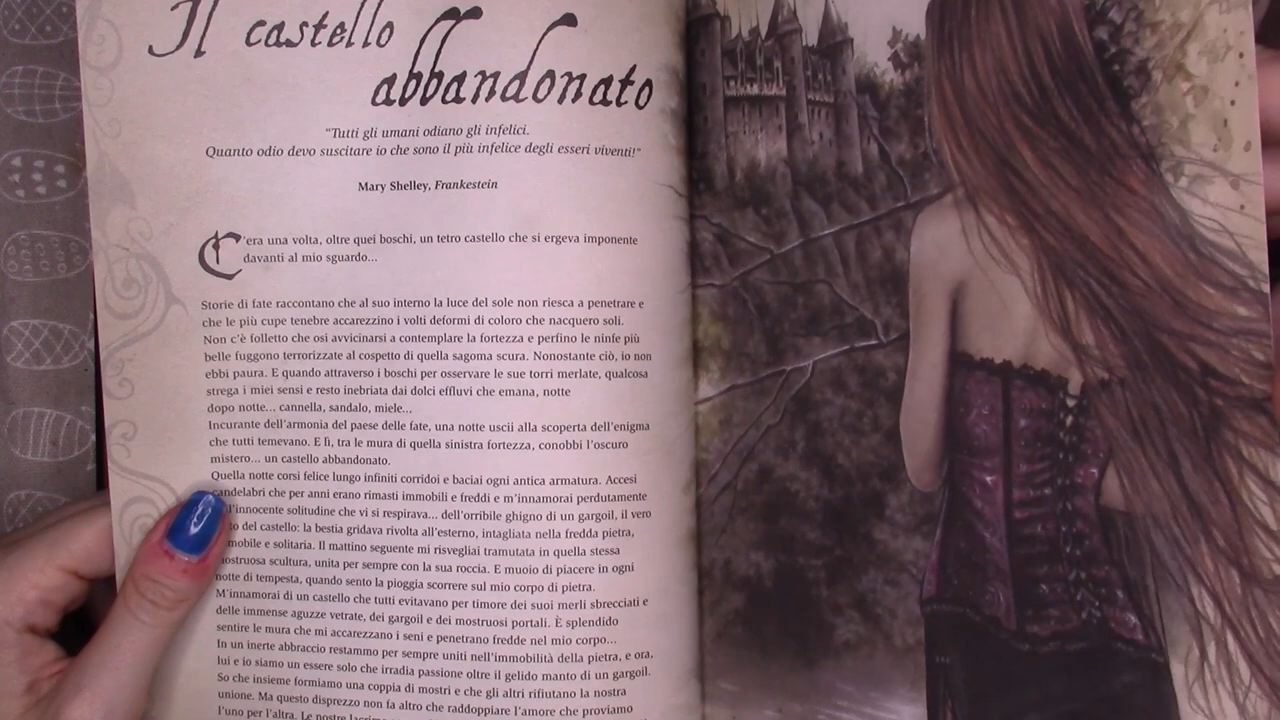 Il castello
abbandonato
"Tutti gli umani odiano gli infelici.
Quanto odio devo suscitare io che sono il più infelice degli esseri viventi!"
Mary Shelley, Frankestein
C'era una volta, oltre quei boschi, un tetro castello che si ergeva imponente
davanti al mio sguardo...
Storie di fate raccontano che al suo interno la luce del sole non riesca a penetrare e
che le più cupe tenebre accarezzino i volti deformi di coloro che nacquero soli.
Non c'è folletto che osi avvicinarsi a contemplare la fortezza e perfino le ninfe più
belle fuggono terrorizzate al cospetto di quella sagoma scura. Nonostante ciò, io non
ebbi paura. E quando attraverso i boschi per osservare le sue torri merlate, qualcosa
strega i miei sensi e resto inebriata dai dolci effluvi che emana, notte
dopo notte... cannella, sandalo, miele...
Incurante dell'armonia del paese delle fate, una notte uscii alla scoperta dell'enigma
che tutti temevano. E lì, tra le mura di quella sinistra fortezza, conobbi l'oscuro
mistero... un castello abbandonato.
Quella notte corsi felice lungo infiniti corridoi e baciai ogni antica armatura. Accesi
candelabri che per anni erano rimasti immobili e freddi e m'innamorai perdutamente
l'innocente solitudine che vi si respirava... dell'orribile ghigno di un gargoil, il vero
to del castello: la bestia gridava rivolta all'esterno, intagliata nella fredda pietra,
mobile e solitaria. Il mattino seguente mi risvegliai tramutata in quella stessa
ostruosa scultura, unita per sempre con la sua roccia. E muoio di piacere in ogni
notte di tempesta, quando sento la pioggia scorrere sul mio corpo di pietra.
M'innamorai di un castello che tutti evitavano per timore dei suoi merli sbrecciati e
delle immense aguzze vetrate, dei gargoil e dei mostruosi portali. È splendido
sentire le mura che mi accarezzano i seni e penetrano fredde nel mio corpo...
In un inerte abbraccio restammo per sempre uniti nell'immobilità della pietra, e ora,
lui e io siamo un essere solo che irradia passione oltre il gelido manto di un gargoil.
So che insieme formiamo una coppia di mostri e che gli altri rifiutano la nostra
unione. Ma questo disprezzo non fa altro che raddoppiare l'amore che proviamo
l'uno per l'altra. Le nostre